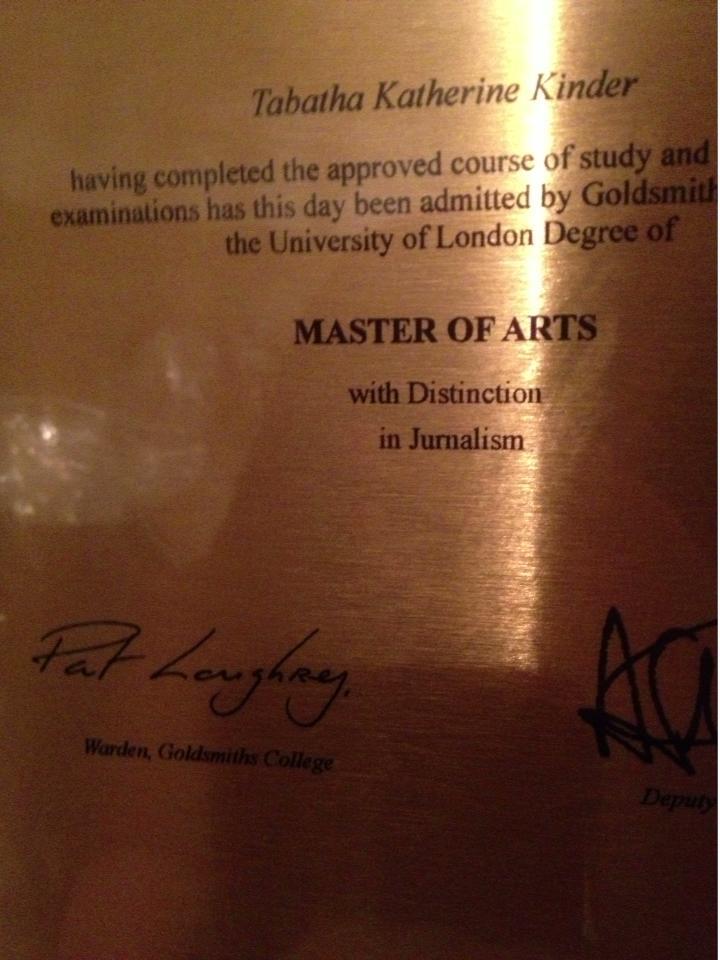 Tabatha Katherine Kinder
having completed the approved course of study and
examinations has this day been admitted by Goldsmith
the University of London Degree of
MASTER OF ARTS
with Distinction
in Jurnalism
Pat Loughrey.
Warden, Goldsmiths College
Deputy